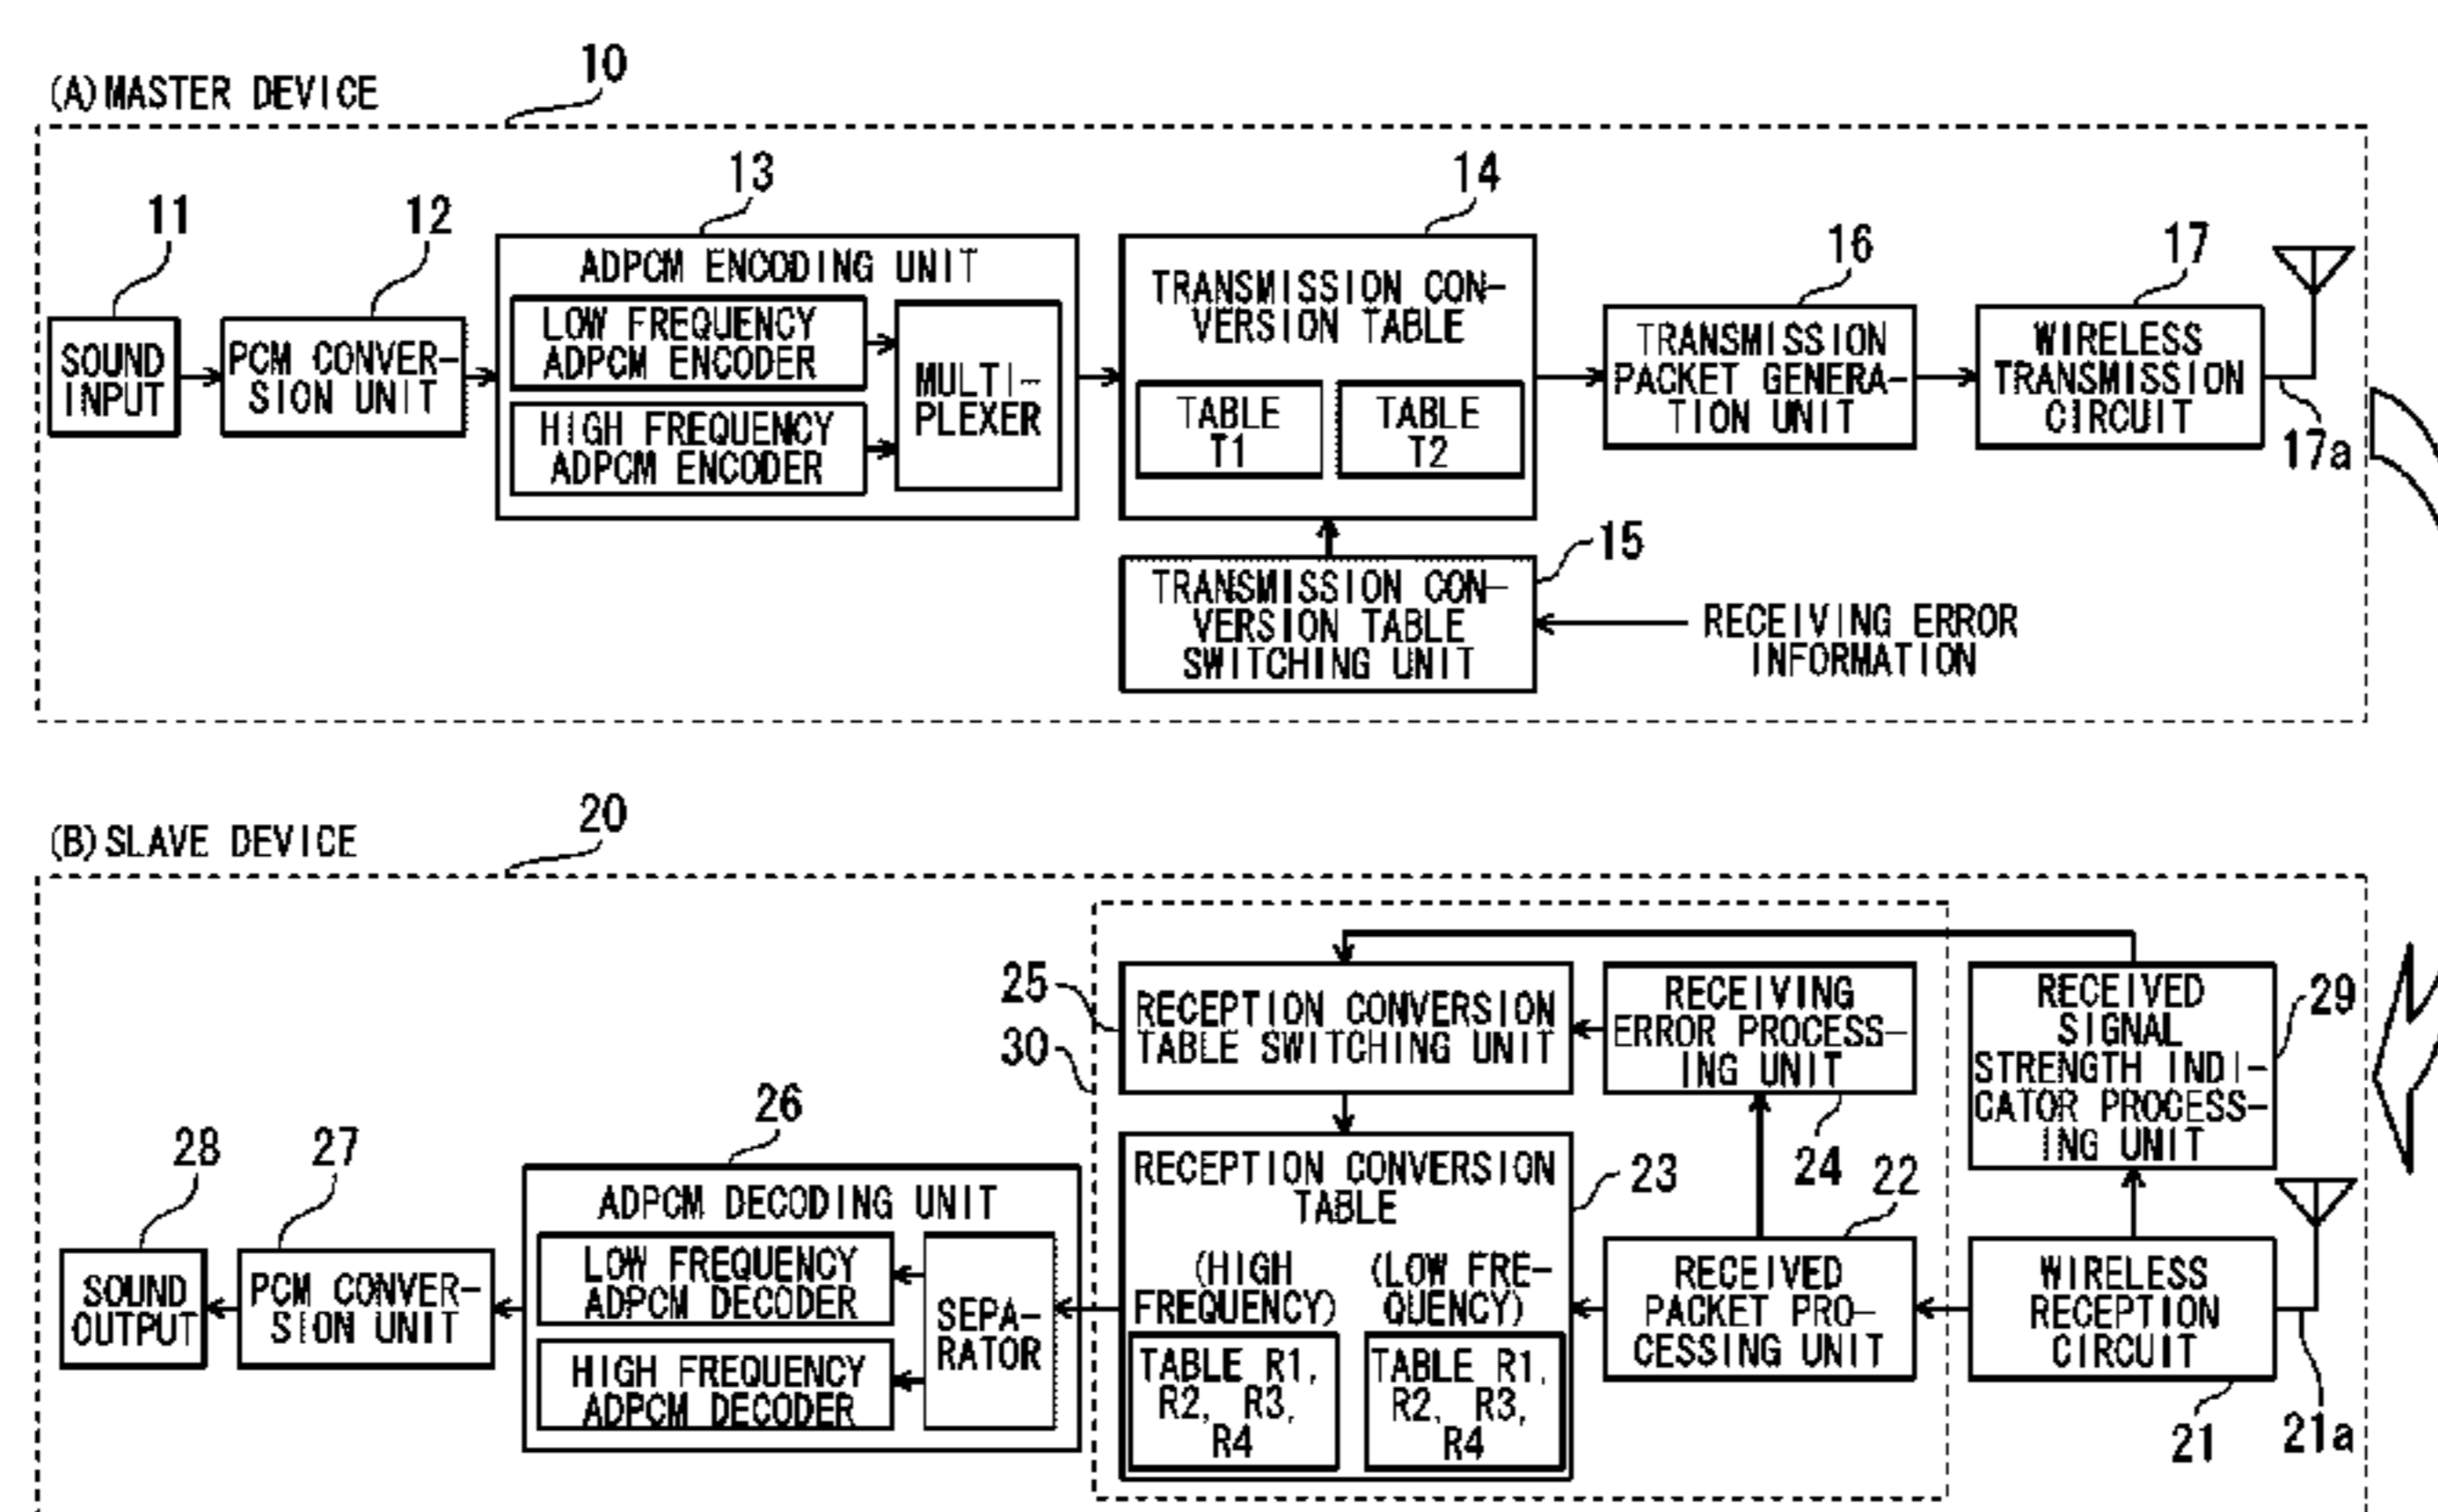 (A)MASTER DEVICE
10
11
12
13
14
16
17
SOUND
INPUT
PCM CONVER-
SION UNIT
ADPCM ENCODING UNIT
LOW FREQUENCY
ADPCM ENCODER
HIGH FREQUENCY
ADPCM ENCODER
MULTI-
PLEXER
TRANSMISSION CON-
VERSION TABLE
TABLE
T1
TABLE
T2
TRANSMISSION
PACKET GENERA-
TION UNIT
WIRELESS
TRANSMISSION
CIRCUIT
17a
15
TRANSMISSION CON-
VERSION TABLE
SWITCHING UNIT
RECEIVING ERROR
INFORMATION
(B)SLAVE DEVICE
20
25
30
RECEPTION CONVERSION
TABLE SWITCHING UNIT
RECEIVING
ERROR PROCESS-
ING UNIT
24
RECEIVED
SIGNAL
STRENGTH INDI-
CATOR PROCESS-
ING UNIT
29
28
27
26
23
22
SOUND
OUTPUT
PCM CONVER-
SION UNIT
ADPCM DECODING UNIT
LOW FREQUENCY
ADPCM DECODER
HIGH FREQUENCY
ADPCM DECODER
SEPA-
RATOR
RECEPTION CONVERSION
TABLE
(HIGH
FREQUENCY)
TABLE R1,
R2, R3,
R4
(LOW FRE-
QUENCY)
TABLE R1,
R2, R3,
R4
RECEIVED
PACKET PRO-
CESSING UNIT
WIRELESS
RECEPTION
CIRCUIT
21
21a